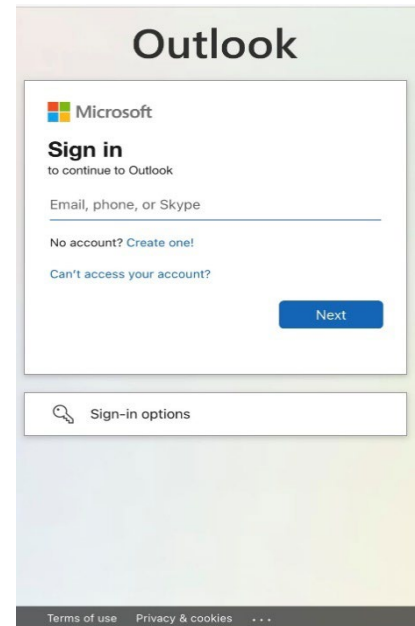 Outlook
Microsoft
Sign in
to continue to Outlook
Email, phone, or Skype
No account? Create one!
Can't access your account?
Next
Sign-in options
Terms of use Privacy & cookies ...